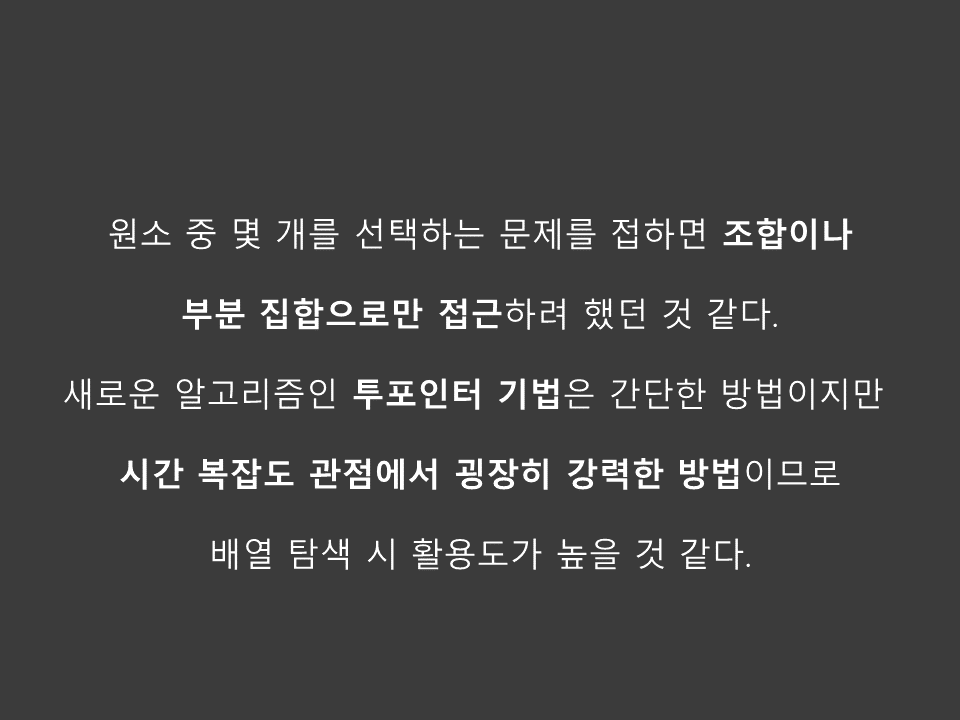 원소 중 몇 개를 선택하는 문제를 접하면 조합이나
부분 집합으로만 접근하려 했던 것 같다.
새로운 알고리즘인 투포인터 기법은 간단한 방법이지만
시간 복잡도 관점에서 굉장히 강력한 방법이므로
배열 탐색 시 활용도가 높을 것 같다.